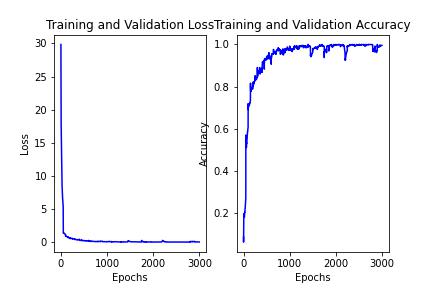 Training and Validation Loss
30
25
20
15
10
5
0
Loss
0 1000 2000 3000
Epochs
Training and Validation Accuracy
1.0
0.8
0.6
0.4
0.2
Accuracy
0 1000 2000 3000
Epochs